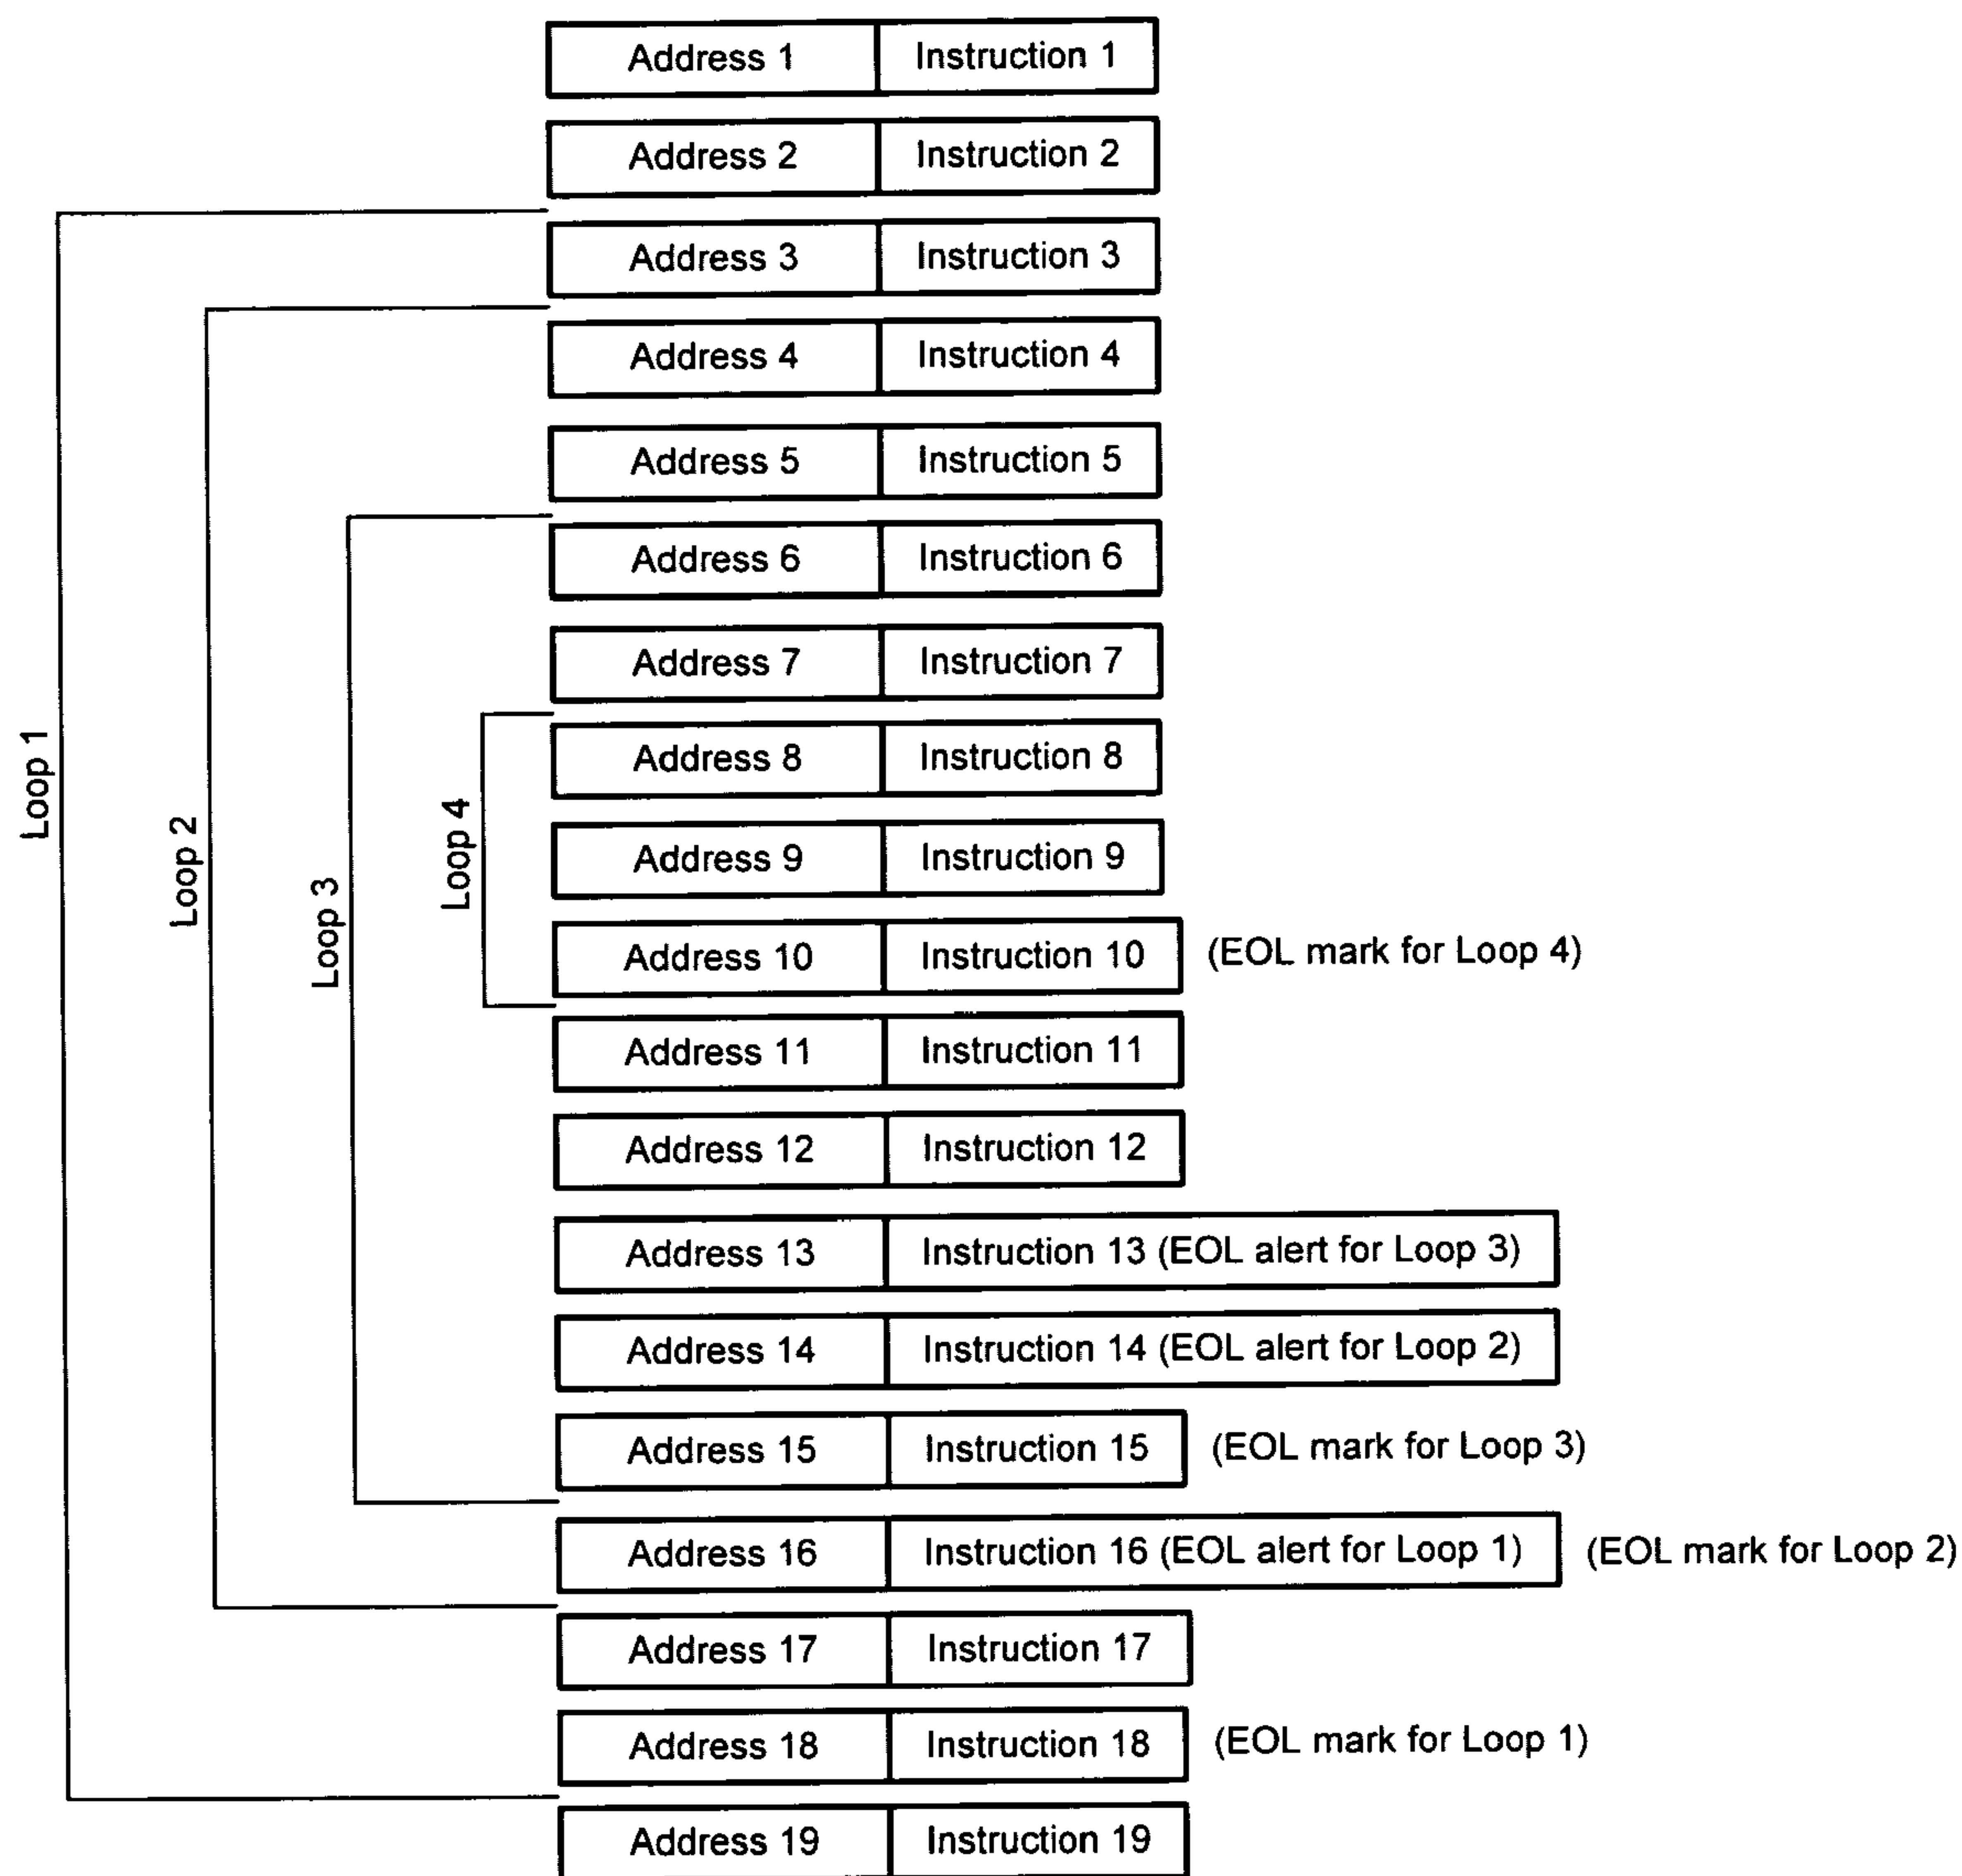 Address 1 Instruction 1
Address 2 Instruction 2
Address 3 Instruction 3
Address 4 Instruction 4
Address 5 Instruction 5
Address 6 Instruction 6
Address 7 Instruction 7
Address 8 Instruction 8
Address 9 Instruction 9
Address 10 Instruction 10 (EOL mark for Loop 4)
Address 11 Instruction 11
Address 12 Instruction 12
Address 13 Instruction 13 (EOL alert for Loop 3)
Address 14 Instruction 14 (EOL alert for Loop 2)
Address 15 Instruction 15 (EOL mark for Loop 3)
Address 16 Instruction 16 (EOL alert for Loop 1) (EOL mark for Loop 2)
Address 17 Instruction 17
Address 18 Instruction 18 (EOL mark for Loop 1)
Address 19 Instruction 19
Loop 1
Loop 2
Loop 3
Loop 4